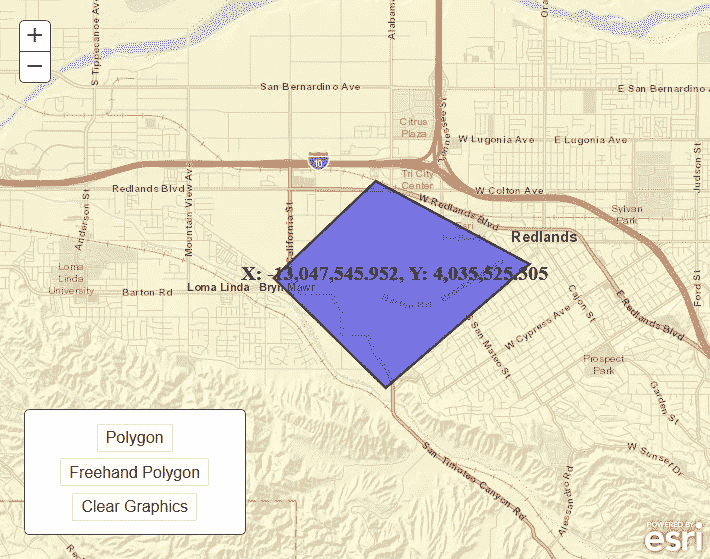 +
−
S Tippecanoe Ave
Alabama
Ora
San Bernardino Ave
E San Bernardino A
Citrus
Plaza
Tennessee St
W Lugonia Ave
E Lugonia Ave
Judson St
10
Tri City
Center
Redlands Blvd
W Colton Ave
Mountain View Ave
W Redlands Blvd
Anderson St
California St
Sylvan
Park
Esri
Redlands
X: -13,047,545.952, Y: 4,035,525.505
Loma
Linda
University
Barton Rd
Loma Linda
Bryn Mawr
Barton Rd
Brookside Ave
Ford St
Cajon St
E Redlands Blvd
W Cypress Ave
S San Mateo St
Prospect
Park
Garden St
Polygon
Freehand Polygon
Clear Graphics
San Timoteo Canyon Rd
W Sunset Dr
Alessandro Rd
Re
POWERED BY
esri